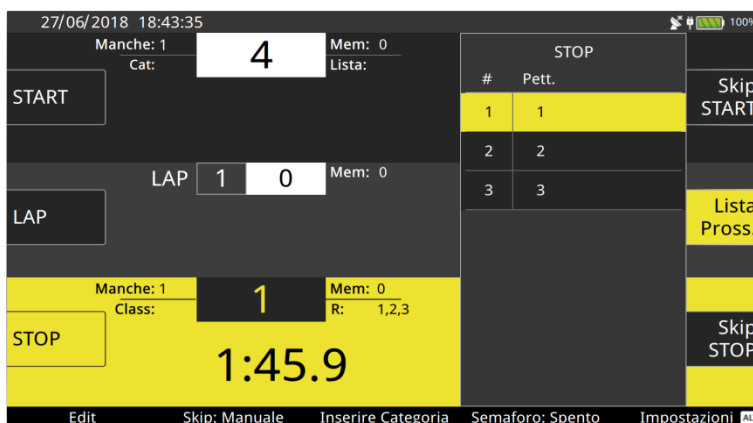 27/06/2018 18:43:35
100%
Manche: 1
4
Mem: 0
Cat:
Lista:
START
STOP
# Pett.
1 1
2 2
3 3
Skip
START
LAP 1 0 Mem: 0
LAP
Lista
Pross.
Manche: 1
1
Mem: 0
Class:
R: 1,2,3
STOP
1:45.9
Skip
STOP
Edit Skip: Manuale Inserire Categoria Semaforo: Spento Impostazioni